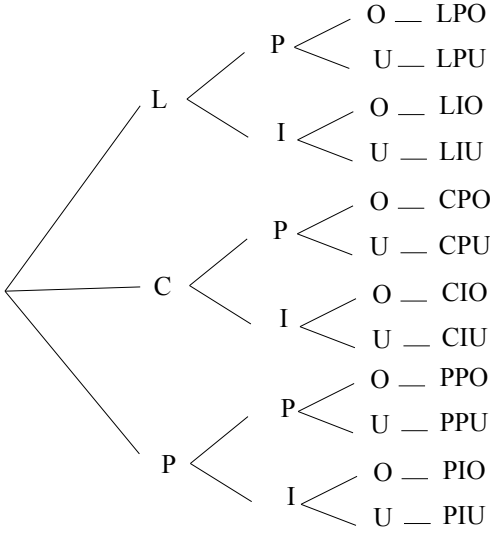 O LPO
P
U LPU
L
O LIO
I
U LIU
O CPO
P
U CPU
C
O CIO
I
U CIU
O PPO
P
U PPU
P
O PIO
I
U PIU